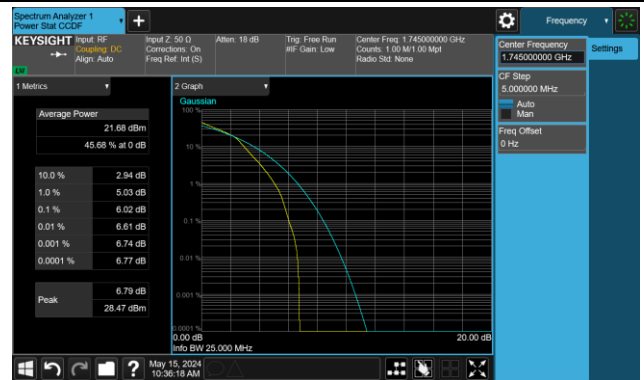 Spectrum Analyzer 1
Power Stat CCDF
+
Frequency
KEYSIGHT
Input: RF
Coupling: DC
Align: Auto
Input Z: 50 Ω
Corrections: On
Freq Ref: Int (S)
Atten: 18 dB
Trig: Free Run
#IF Gain: Low
Center Freq: 1.745000000 GHz
Counts: 1.00 M/1.00 Mpt
Radio Std: None
LXI
Center Frequency
1.745000000 GHz
Settings
CF Step
5.000000 MHz
Auto
Man
Freq Offset
0 Hz
1 Metrics
Average Power
21.68 dBm
45.68 % at 0 dB
10.0 % 2.94 dB
1.0 % 5.03 dB
0.1 % 6.02 dB
0.01 % 6.61 dB
0.001 % 6.74 dB
0.0001 % 6.77 dB
Peak
6.79 dB
28.47 dBm
2 Graph
Gaussian
100 %
10 %
1 %
0.1 %
0.01 %
0.001 %
0.0001 %
0.00 dB
20.00 dB
Info BW 25.000 MHz
?
May 15, 2024
10:36:18 AM